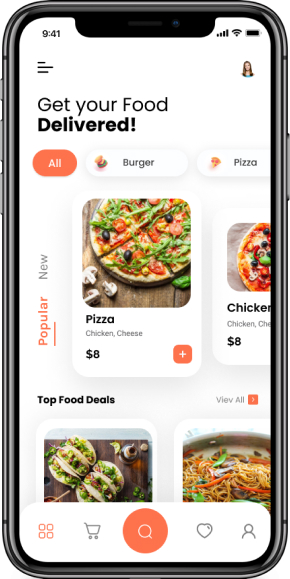 9:41
Get your Food
Delivered!
All
Burger
Pizza
New
Popular
Pizza
Chicken, Cheese
$8
Chicken, Che
$8
Top Food Deals
View All